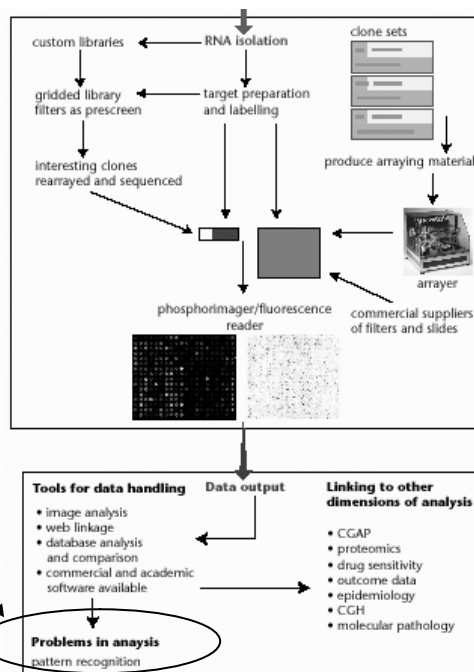 clone sets
custom libraries
RNA isolation
gridded library
filters as prescreen
target preparation
and labelling
produce arraying material
interesting clones
rearrayed and sequenced
arrayer
phosphorimager/fluorescence
reader
commercial suppliers
of filters and slides
Tools for data handling
• image analysis
• web linkage
• database analysis
and comparison
• commercial and academic
software available
Data output
Linking to other
dimensions of analysis
• CGAP
• proteomics
• drug sensitivity
• outcome data
• epidemiology
• CGH
• molecular pathology
Problems in anaysis
pattern recognition